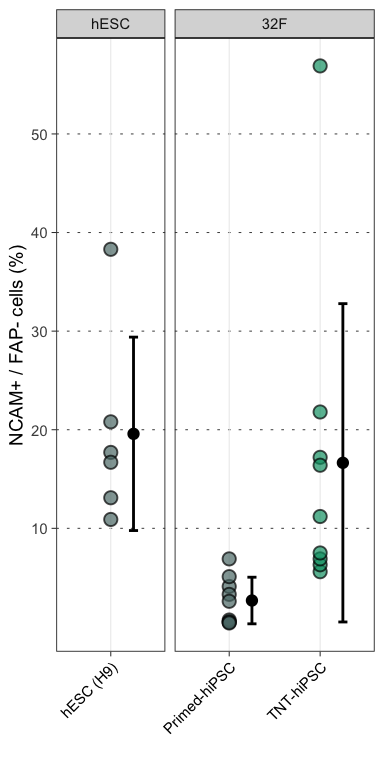 hESC
32F
NCAM+ / FAP- cells (%)
50
40
30
20
10
hESC (H9)
Primed-hiPSC
TNT-hiPSC